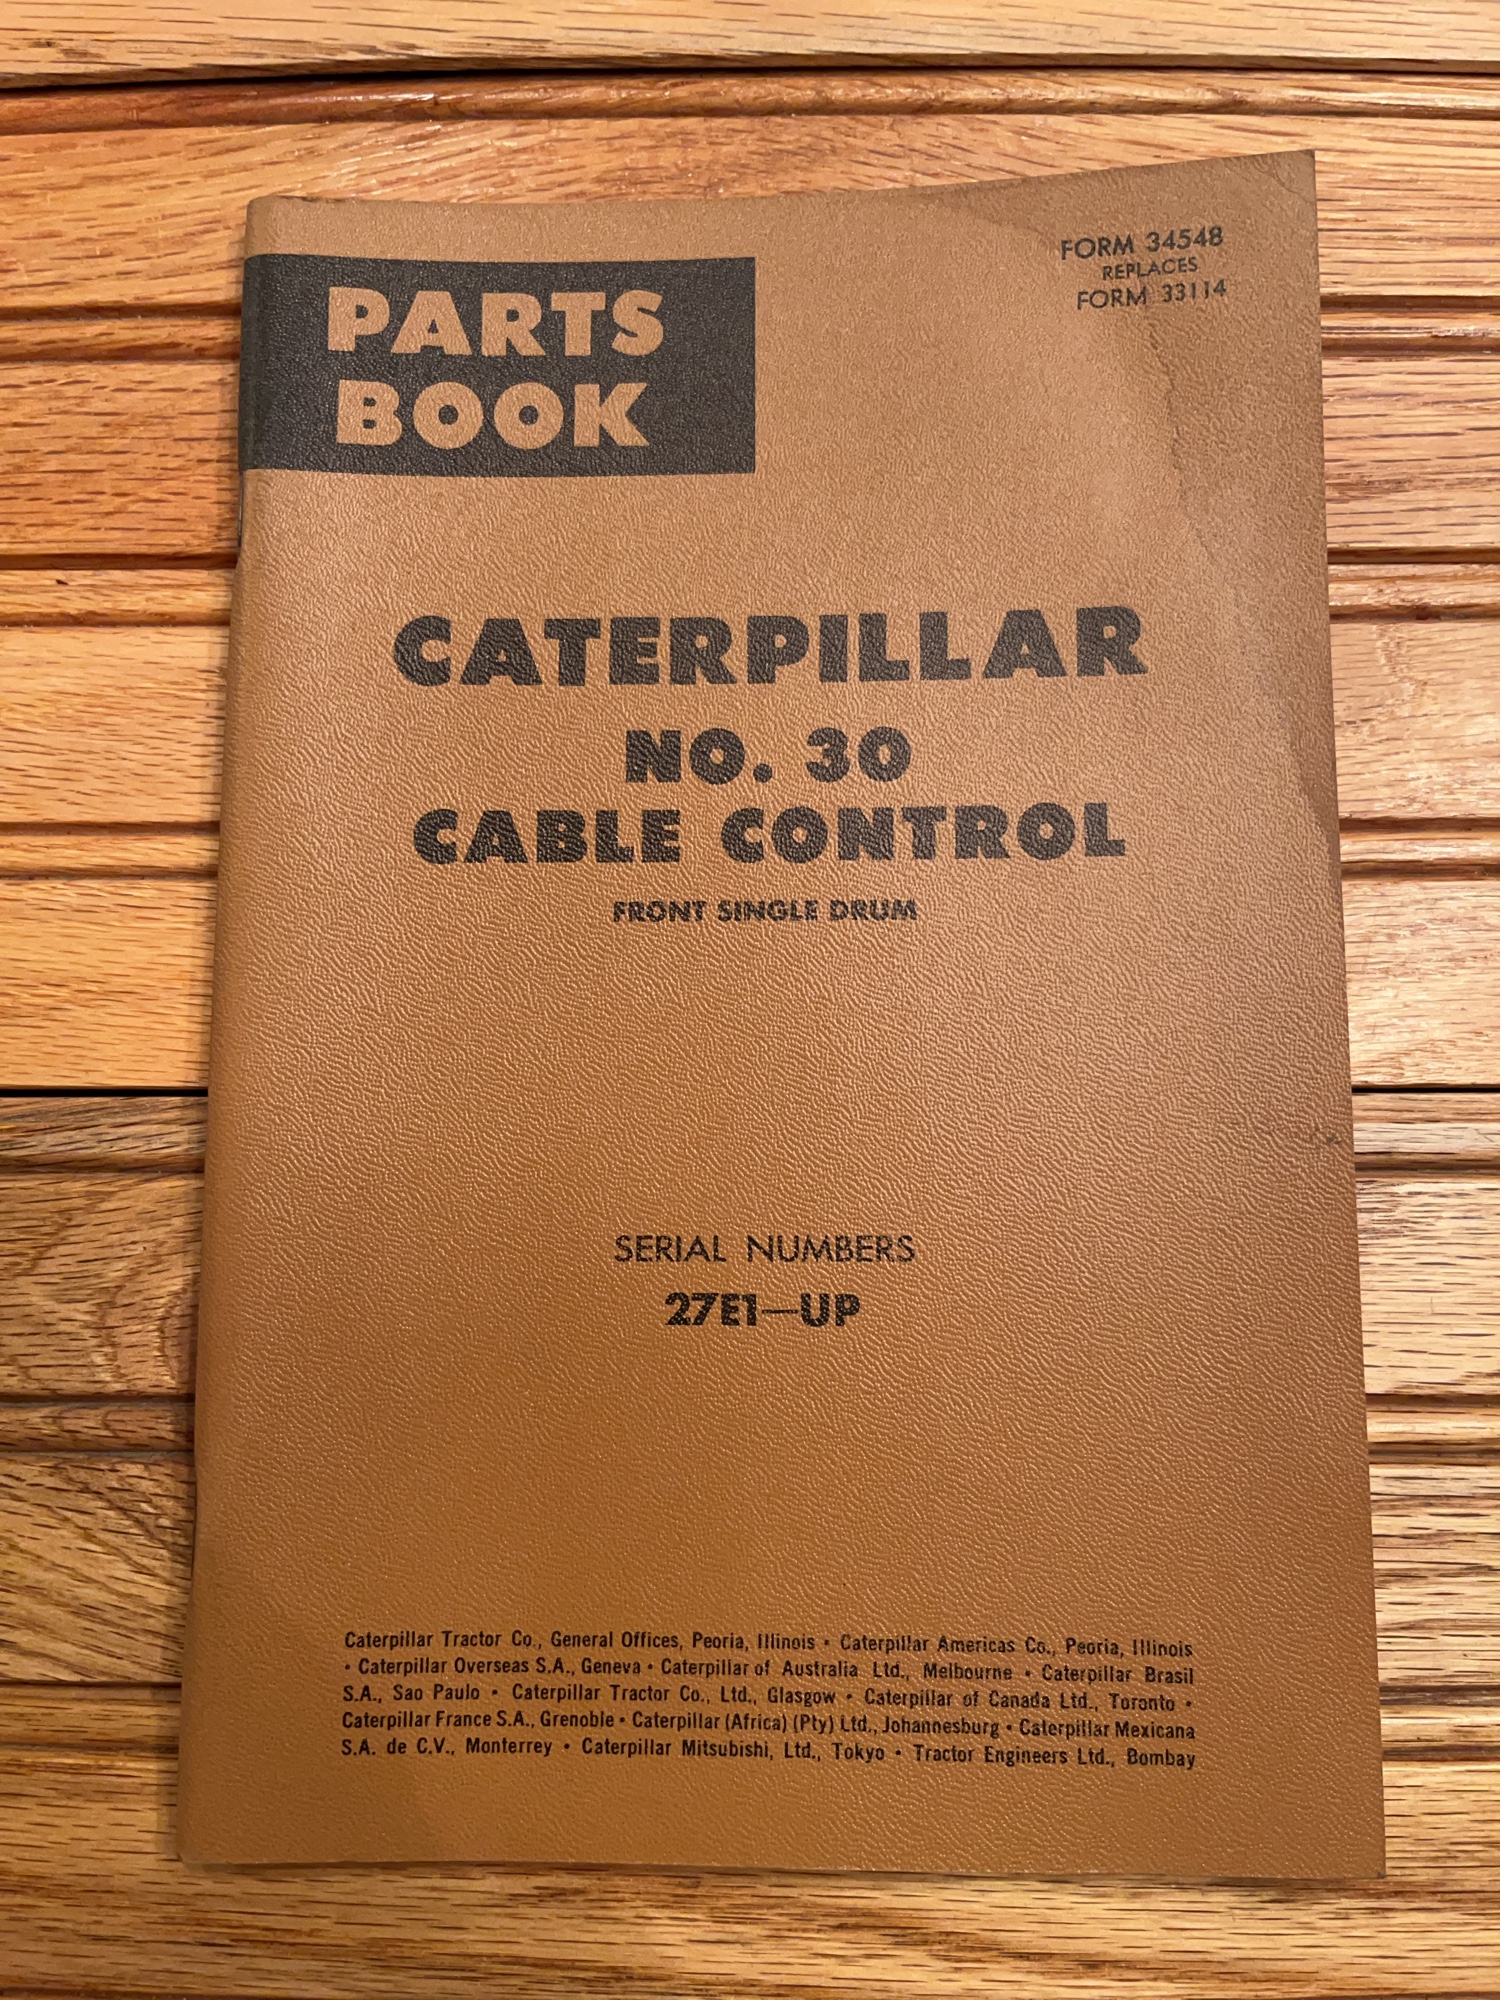 PARTS
BOOK
FORM 34548
REPLACES
FORM 33114
CATERPILLAR
NO. 30
CABLE CONTROL
FRONT SINGLE DRUM
SERIAL NUMBERS
27E1—UP
Caterpillar Tractor Co., General Offices, Peoria, Illinois • Caterpillar Americas Co., Peoria, Illinois
• Caterpillar Overseas S.A., Geneva • Caterpillar of Australia Ltd., Melbourne • Caterpillar Brasil
S.A., Sao Paulo • Caterpillar Tractor Co., Ltd., Glasgow • Caterpillar of Canada Ltd., Toronto •
Caterpillar France S.A., Grenoble • Caterpillar (Africa) (Pty) Ltd., Johannesburg • Caterpillar Mexicana
S.A. de C.V., Monterrey • Caterpillar Mitsubishi, Ltd., Tokyo • Tractor Engineers Ltd., Bombay